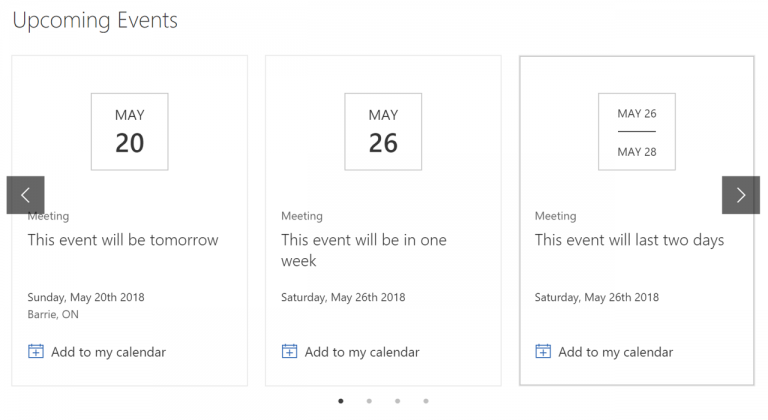 Upcoming Events
MAY
20
Meeting
This event will be tomorrow
Sunday, May 20th 2018
Barrie, ON
Add to my calendar
MAY
26
Meeting
This event will be in one
week
Saturday, May 26th 2018
Add to my calendar
MAY 26
MAY 28
Meeting
This event will last two days
Saturday, May 26th 2018
Add to my calendar